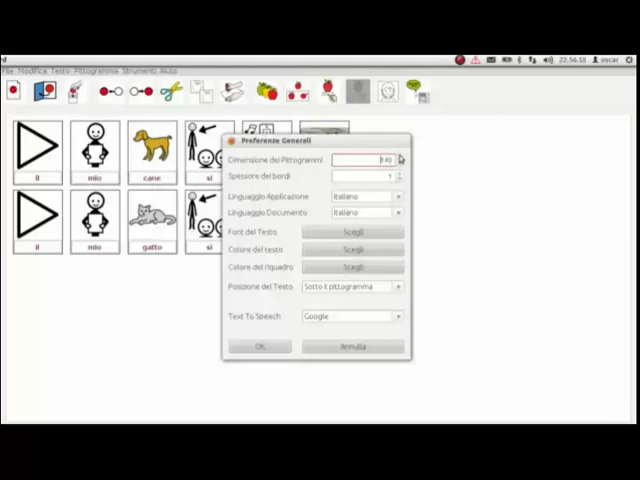 d
22.56.55 oscar
File Modifica Testo Pittogramma Strumenti Aiuto
Preferenze Generali
Dimensione dei Pittogrammi
Spessore dei bordi 1
Linguaggio Applicazione Italiano
Linguaggio Documento Italiano
Font del Testo Scegli
Colore del testo Scegli
Colore del riquadro Scegli
Posizione del Testo Sotto il pittogramma
Text To Speech Google
OK Annulla
il mio cane si
il mio gatto si